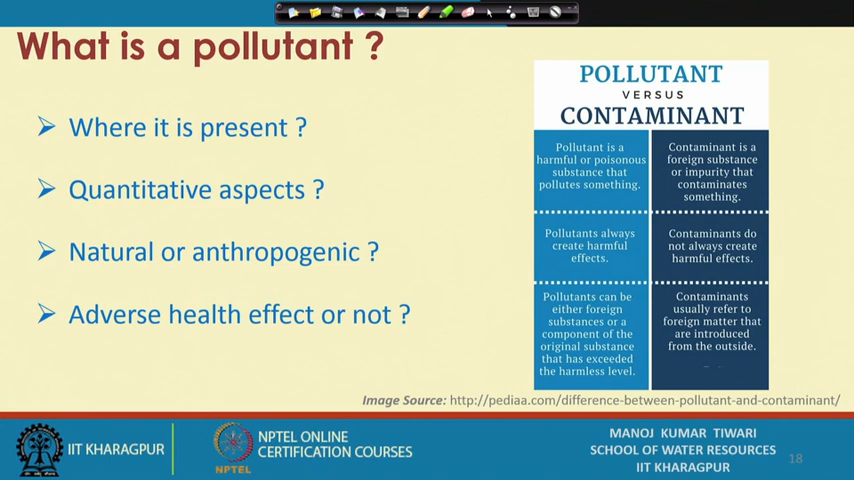 What is a pollutant ?
Where it is present ?
Quantitative aspects ?
Natural or anthropogenic ?
Adverse health effect or not ?
POLLUTANT
VERSUS
CONTAMINANT
Pollutant is a
harmful or poisonous
substance that
pollutes something.
Contaminant is a
foreign substance
or impurity that
contaminates
something.
Pollutants always
create harmful
effects.
Contaminants do
not always create
harmful effects.
Pollutants can be
either foreign
substances or a
component of the
original substance
that has exceeded
the harmless level.
Contaminants
usually refer to
foreign matter that
are introduced
from the outside.
Image Source: http://pediaa.com/difference-between-pollutant-and-contaminant/
IIT KHARAGPUR
NPTEL
NPTEL ONLINE
CERTIFICATION COURSES
MANOJ KUMAR TIWARI
SCHOOL OF WATER RESOURCES
IIT KHARAGPUR
18